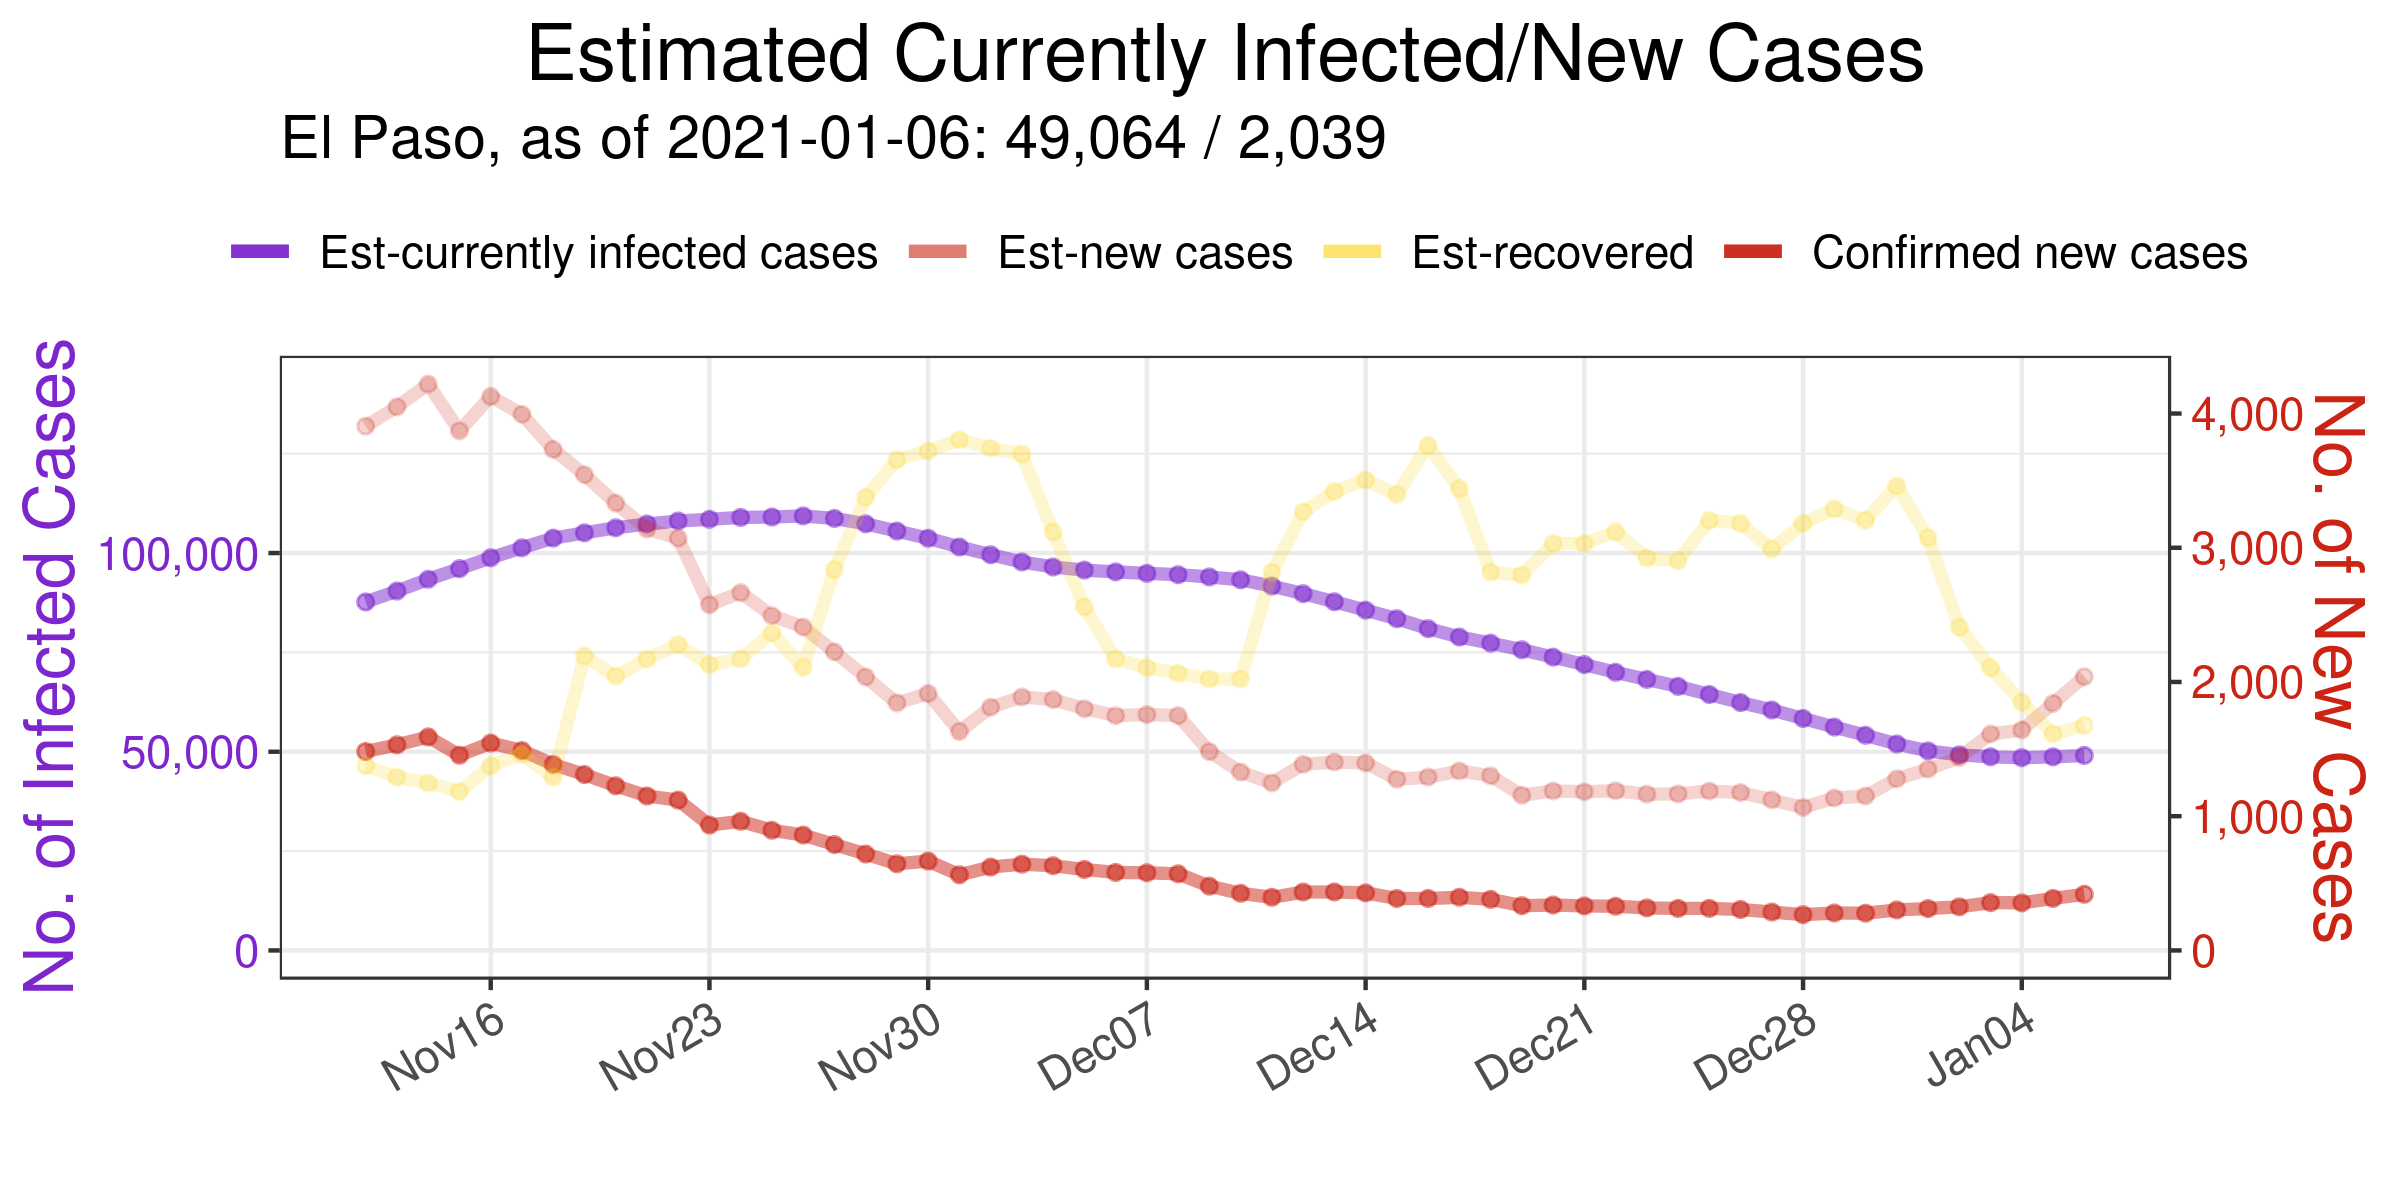 Estimated Currently Infected/New Cases
El Paso, as of 2021-01-06: 49,064 / 2,039
Est-currently infected cases Est-new cases Est-recovered Confirmed new cases
No. of Infected Cases
100,000
50,000
0
4,000
3,000
2,000
1,000
0
No. of New Cases
Nov16 Nov23 Nov30 Dec07 Dec14 Dec21 Dec28 Jan04